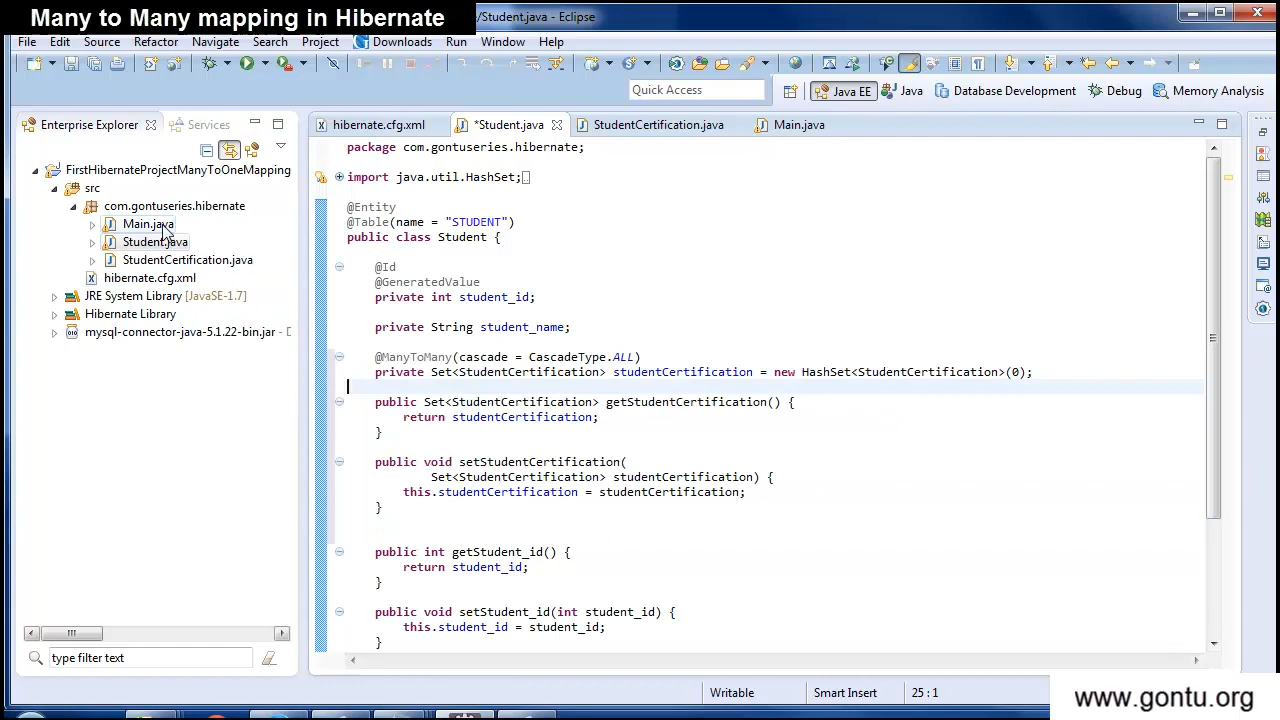 Many to Many mapping in Hibernate
/Student.java - Eclipse
File Edit Source Refactor Navigate Search Project Downloads Run Window Help
Quick Access
Java EE Java Database Development Debug Memory Analysis
Enterprise Explorer Services
hibernate.cfg.xml *Student.java StudentCertification.java Main.java
FirstHibernateProjectManyToOneMapping
src
com.gontuseries.hibernate
Main.java
Student.java
StudentCertification.java
hibernate.cfg.xml
JRE System Library [JavaSE-1.7]
Hibernate Library
mysql-connector-java-5.1.22-bin.jar - D
type filter text
package com.gontuseries.hibernate;
import java.util.HashSet;
@Entity
@Table(name = "STUDENT")
public class Student {
@Id
@GeneratedValue
private int student_id;
private String student_name;
@ManyToMany(cascade = CascadeType.ALL)
private Set<StudentCertification> studentCertification = new HashSet<StudentCertification>(0);
public Set<StudentCertification> getStudentCertification() {
return studentCertification;
}
public void setStudentCertification(
Set<StudentCertification> studentCertification) {
this.studentCertification = studentCertification;
}
public int getStudent_id() {
return student_id;
}
public void setStudent_id(int student_id) {
this.student_id = student_id;
}
Writable Smart Insert 25 : 1
www.gontu.org